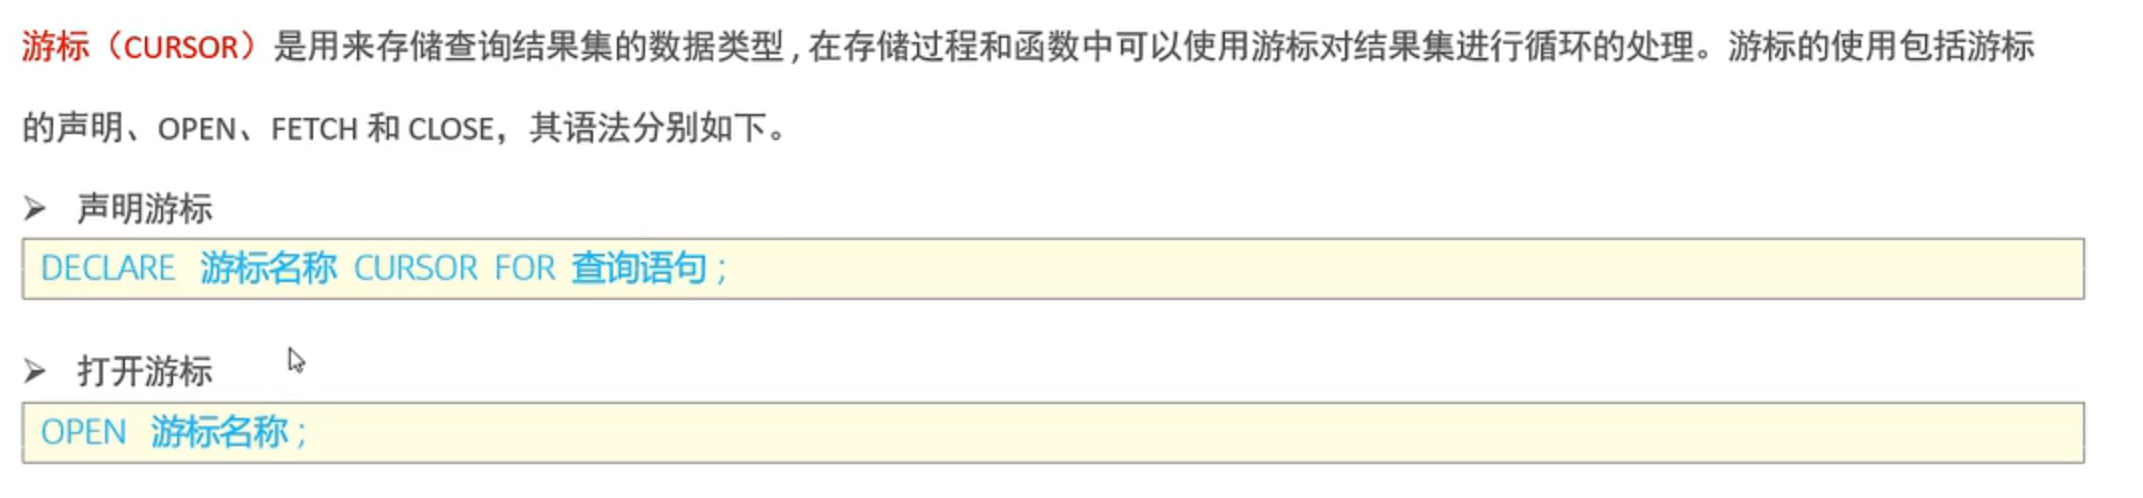 游标（CURSOR）是用来存储查询结果集的数据类型 , 在存储过程和函数中可以使用游标对结果集进行循环的处理。游标的使用包括游标
的声明、OPEN、FETCH 和 CLOSE，其语法分别如下。
➢ 声明游标
DECLARE 游标名称 CURSOR FOR 查询语句 ;
➢ 打开游标
OPEN 游标名称 ;